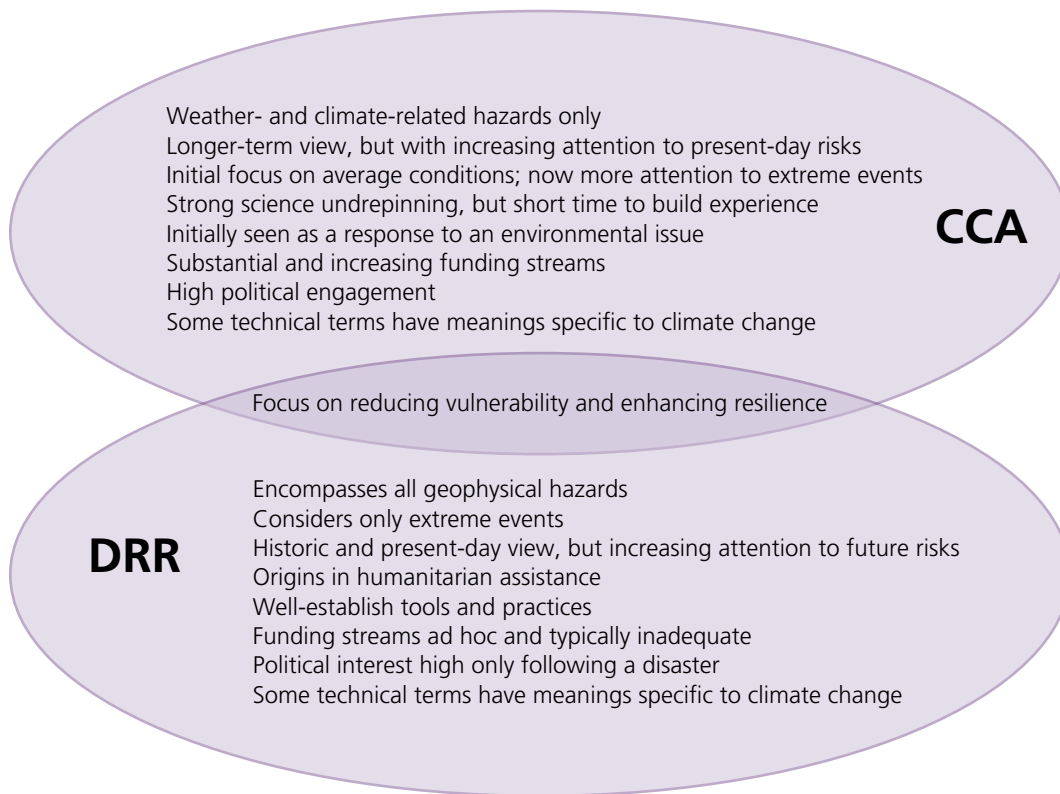 Weather- and climate-related hazards only
Longer-term view, but with increasing attention to present-day risks
Initial focus on average conditions; now more attention to extreme events
Strong science undrepinning, but short time to build experience
Initially seen as a response to an environmental issue
Substantial and increasing funding streams
High political engagement
Some technical terms have meanings specific to climate change
CCA
Focus on reducing vulnerability and enhancing resilience
DRR
Encompasses all geophysical hazards
Considers only extreme events
Historic and present-day view, but increasing attention to future risks
Origins in humanitarian assistance
Well-establish tools and practices
Funding streams ad hoc and typically inadequate
Political interest high only following a disaster
Some technical terms have meanings specific to climate change